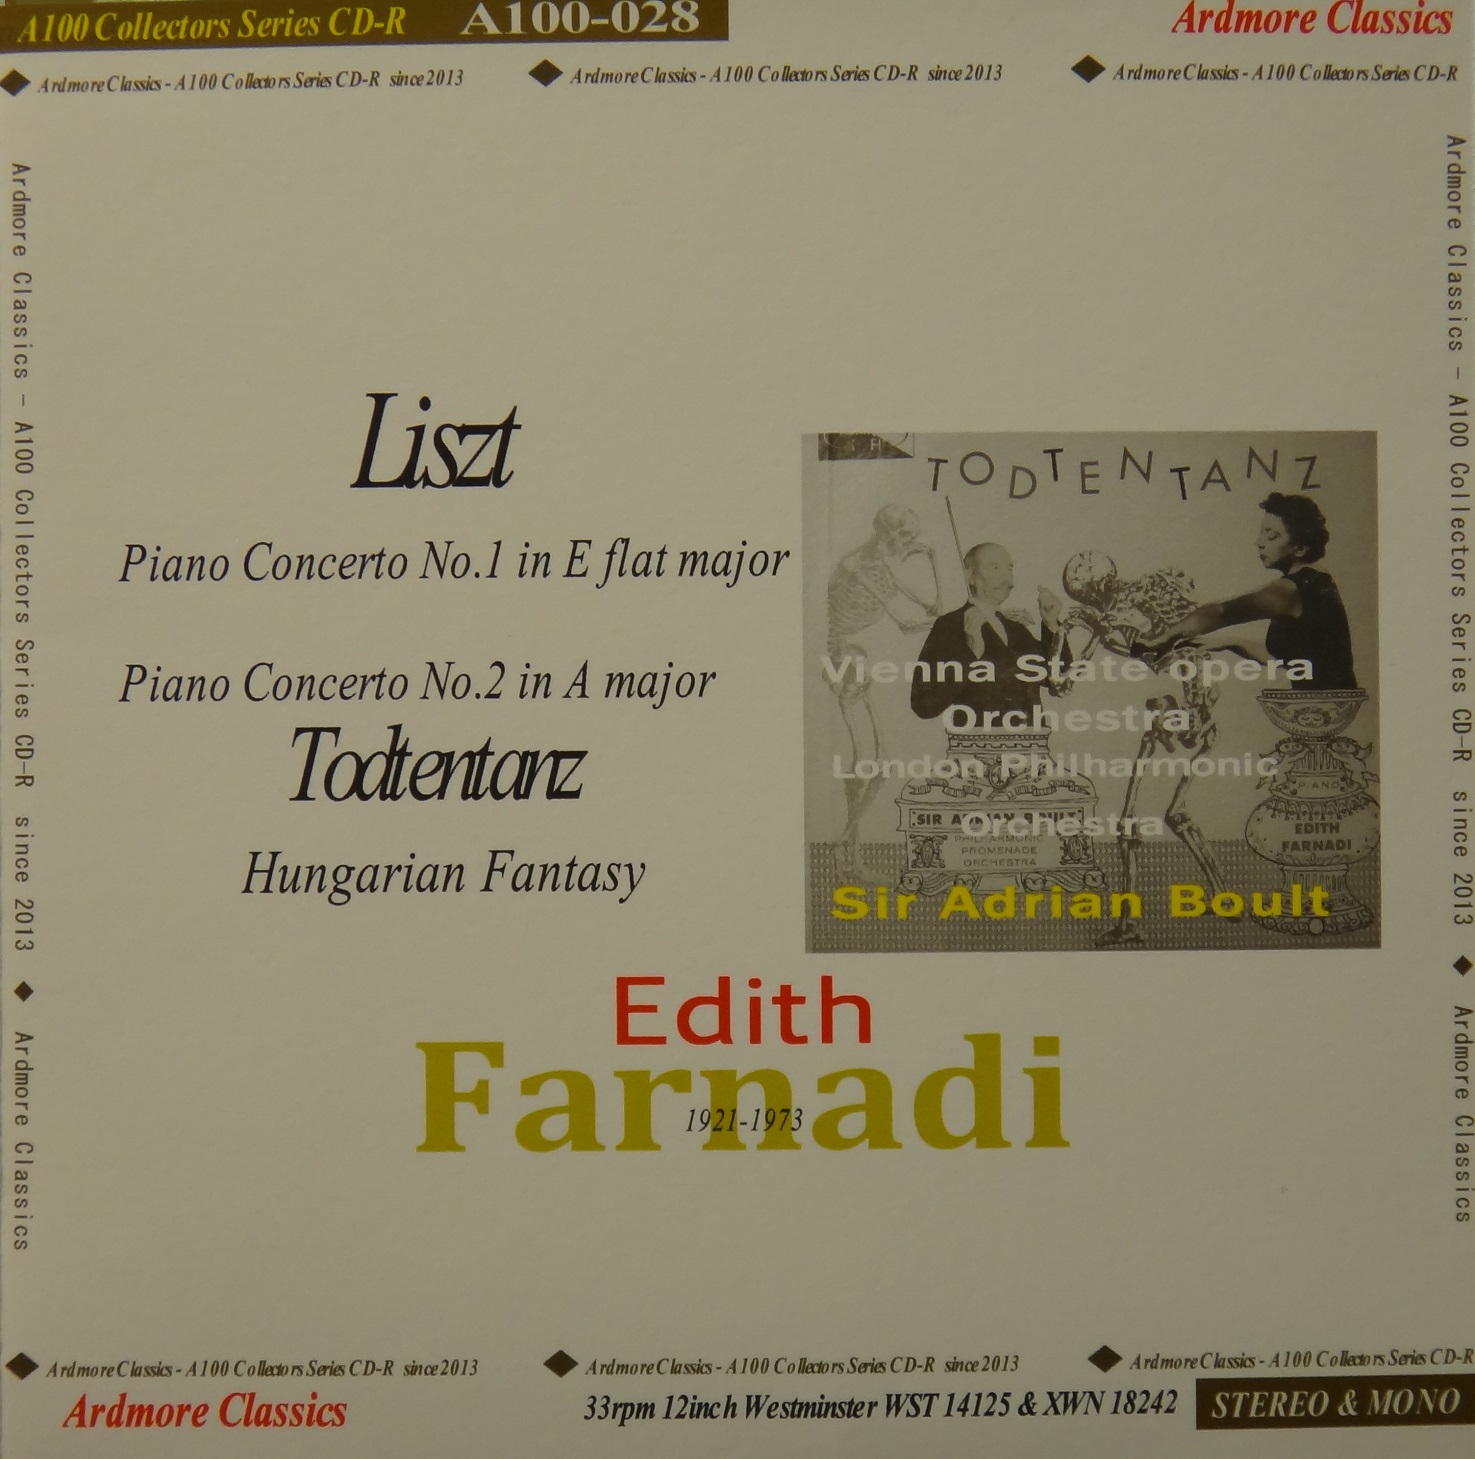 A100 Collectors Series CD-R A100-028 Ardmore Classics
Ardmore Classics - A100 Collectors Series CD-R since 2013 Ardmore Classics - A100 Collectors Series CD-R since 2013 Ardmore Classics - A100 Collectors Series CD-R
Ardmore Classics - A100 Collectors Series CD-R since 2013 ◆ Ardmore Classics
Liszt
Piano Concerto No.1 in E flat major
Piano Concerto No.2 in A major
Todtentanz
Hungarian Fantasy
TODTENTANZ
Vienna State opera
Orchestra
London Philharmonic
Orchestra
SIR ADRIAN BOULT
PHILHARMONIC
PROMENADE
ORCHESTRA
PIANO
EDITH
FARNADI
Sir Adrian Boult
Edith
Farnadi
1921-1973
Ardmore Classics - A100 Collectors Series CD-R since 2013 ◆ Ardmore Classics
Ardmore Classics - A100 Collectors Series CD-R since 2013 Ardmore Classics - A100 Collectors Series CD-R since 2013 Ardmore Classics - A100 Collectors Series CD-R
Ardmore Classics 33rpm 12inch Westminster WST 14125 & XWN 18242 STEREO & MONO